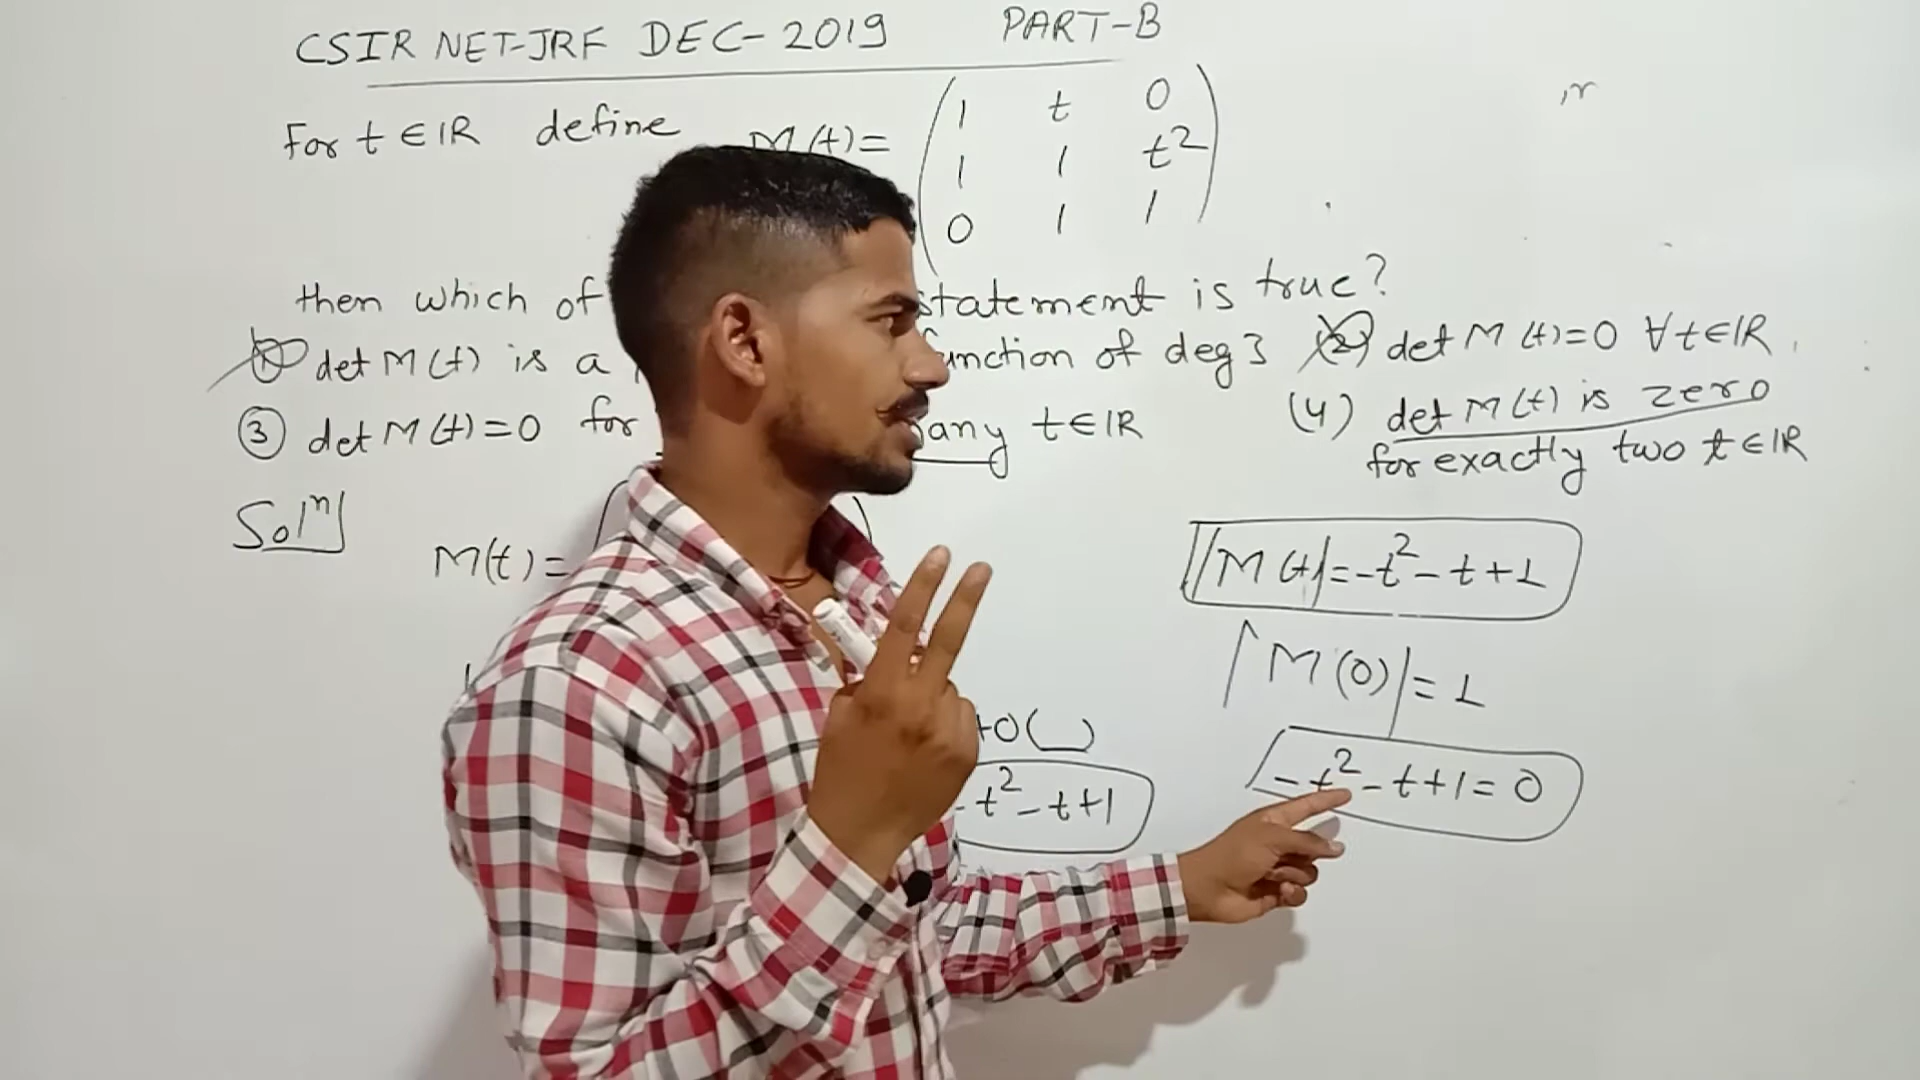 CSIR NET-JRF DEC-2019 PART-B
For t ∈ IR define M(t)=
1 t 0
1 1 t²
0 1 1
then which of statement is true?
① det M(t) is a function of deg 3 (2) det M(t)=0 ∀ t∈IR
③ det M(t)=0 for many t∈IR (4) det M(t) is zero
for exactly two t∈IR
Solⁿ
M(t)=
|M(t)|=-t²-t+1
|M(0)|=1
+0( )
-t²-t+1
-t²-t+1=0